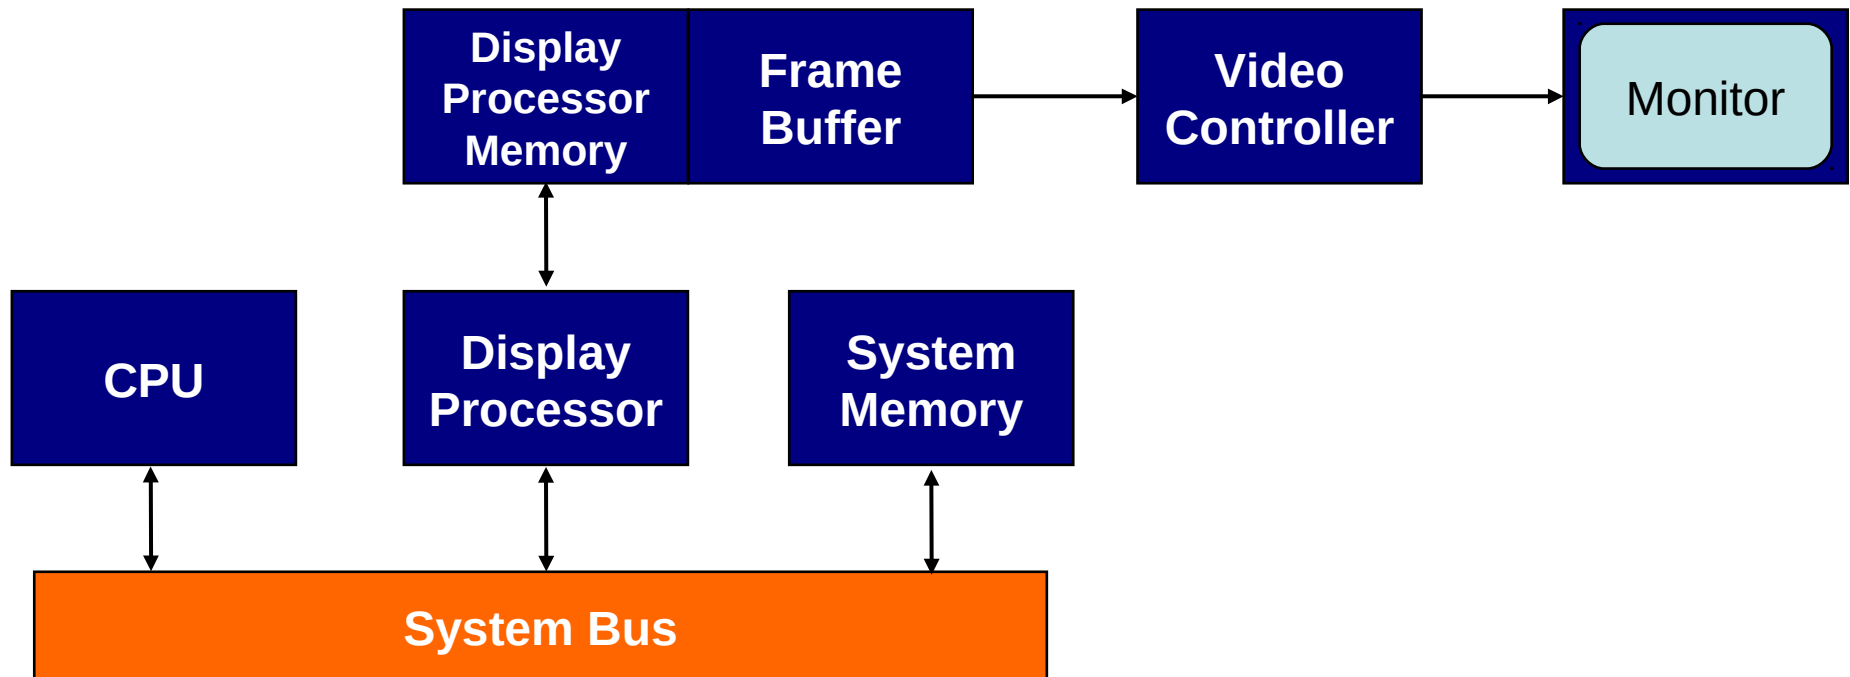 Display
Processor
Memory
Frame
Buffer
Video
Controller
Monitor
CPU
Display
Processor
System
Memory
System Bus